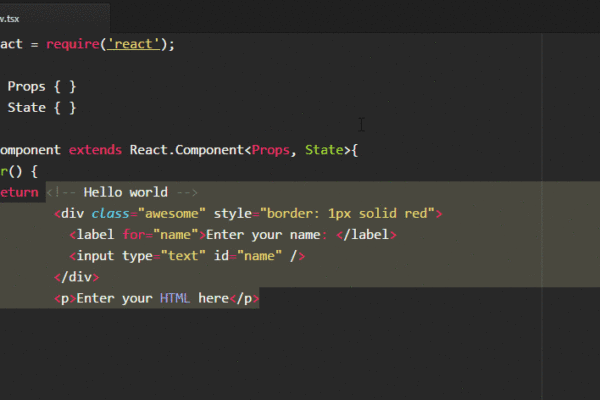 w.tsx
act = require('react');
Props { }
State { }
omponent extends React.Component<Props, State>{
r() {
eturn <!-- Hello world -->
<div class="awesome" style="border: 1px solid red">
<label for="name">Enter your name: </label>
<input type="text" id="name" />
</div>
<p>Enter your HTML here</p>